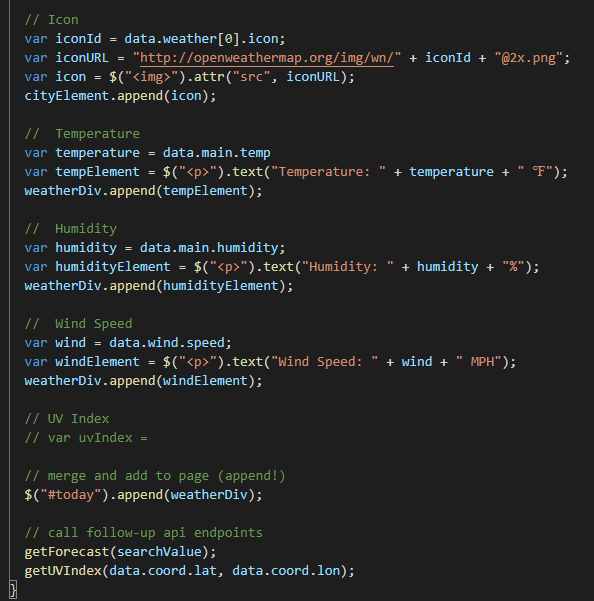 // Icon
var iconId = data.weather[0].icon;
var iconURL = "http://openweathermap.org/img/wn/" + iconId + "@2x.png";
var icon = $("<img>").attr("src", iconURL);
cityElement.append(icon);
//  Temperature
var temperature = data.main.temp
var tempElement = $("<p>").text("Temperature: " + temperature + " ℉");
weatherDiv.append(tempElement);
//  Humidity
var humidity = data.main.humidity;
var humidityElement = $("<p>").text("Humidity: " + humidity + "%");
weatherDiv.append(humidityElement);
//  Wind Speed
var wind = data.wind.speed;
var windElement = $("<p>").text("Wind Speed: " + wind + " MPH");
weatherDiv.append(windElement);
// UV Index
// var uvIndex =
// merge and add to page (append!)
$("#today").append(weatherDiv);
// call follow-up api endpoints
getForecast(searchValue);
getUVIndex(data.coord.lat, data.coord.lon);
}